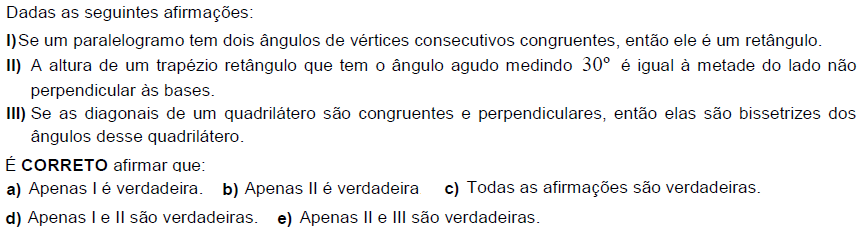 Dadas as seguintes afirmações:
I)Se um paralelogramo tem dois ângulos de vértices consecutivos congruentes, então ele é um retângulo.
II) A altura de um trapézio retângulo que tem o ângulo agudo medindo 30º é igual à metade do lado não
perpendicular às bases.
III) Se as diagonais de um quadrilátero são congruentes e perpendiculares, então elas são bissetrizes dos
ângulos desse quadrilátero.
É CORRETO afirmar que:
a) Apenas I é verdadeira. b) Apenas II é verdadeira c) Todas as afirmações são verdadeiras.
d) Apenas I e II são verdadeiras. e) Apenas II e III são verdadeiras.